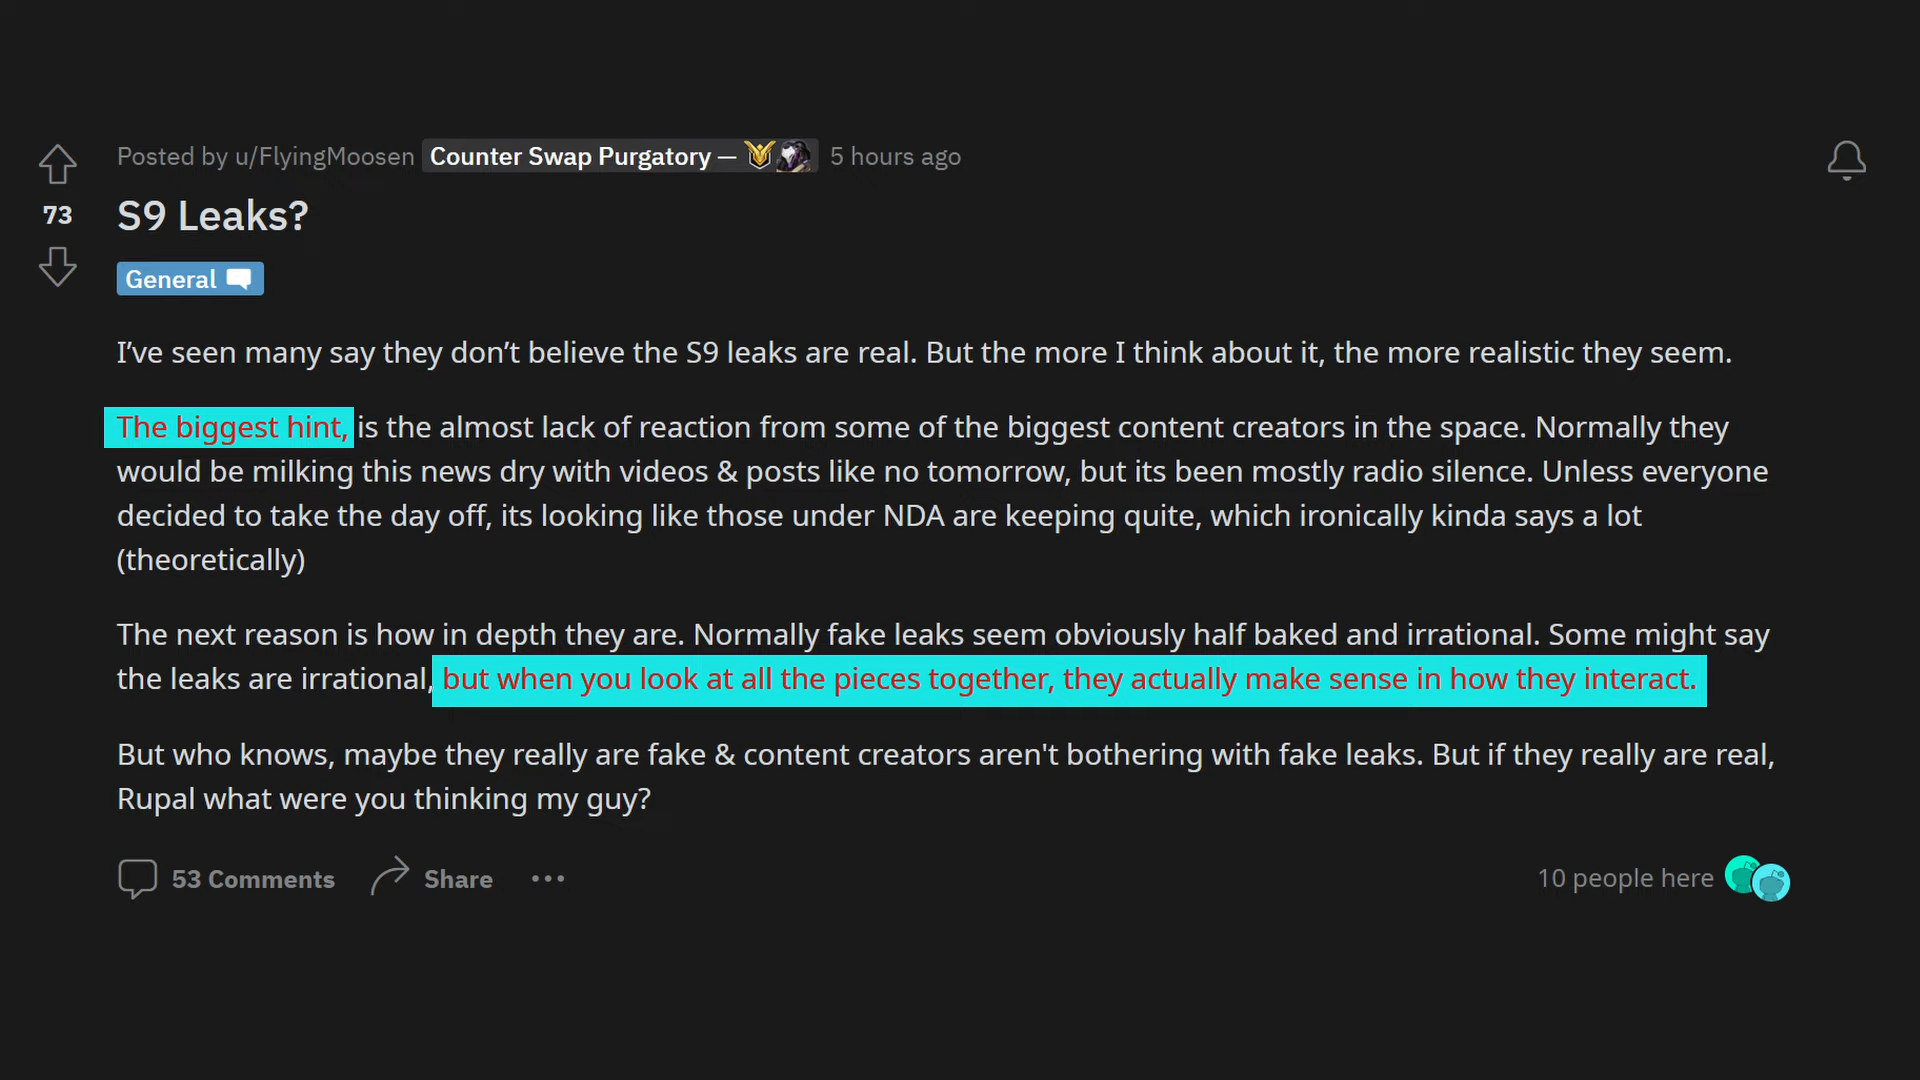 Posted by u/FlyingMoosen Counter Swap Purgatory — 5 hours ago
73
S9 Leaks?
General
I’ve seen many say they don’t believe the S9 leaks are real. But the more I think about it, the more realistic they seem.
The biggest hint, is the almost lack of reaction from some of the biggest content creators in the space. Normally they
would be milking this news dry with videos & posts like no tomorrow, but its been mostly radio silence. Unless everyone
decided to take the day off, its looking like those under NDA are keeping quite, which ironically kinda says a lot
(theoretically)
The next reason is how in depth they are. Normally fake leaks seem obviously half baked and irrational. Some might say
the leaks are irrational, but when you look at all the pieces together, they actually make sense in how they interact.
But who knows, maybe they really are fake & content creators aren't bothering with fake leaks. But if they really are real,
Rupal what were you thinking my guy?
53 Comments Share 10 people here